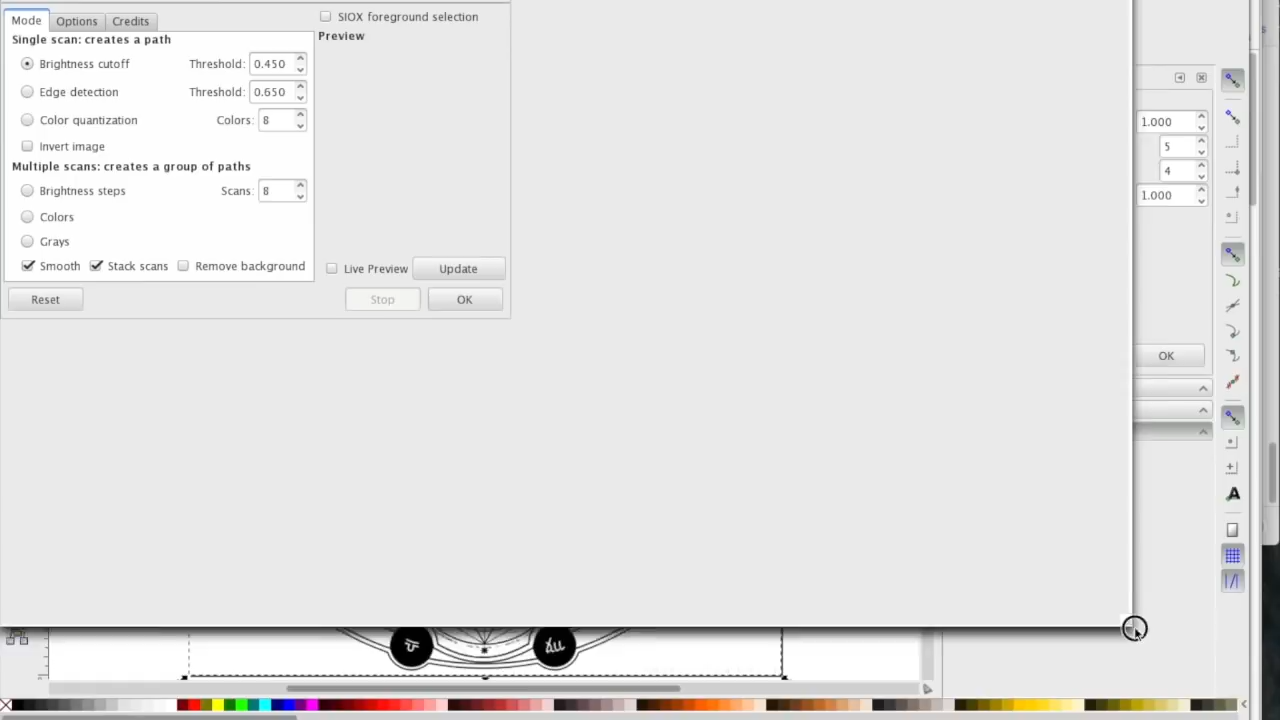 Mode Options Credits
SIOX foreground selection
Single scan: creates a path
Preview
Brightness cutoff Threshold: 0.450
Edge detection Threshold: 0.650
Color quantization Colors: 8
Invert image
Multiple scans: creates a group of paths
Brightness steps Scans: 8
Colors
Grays
Smooth Stack scans Remove background
Live Preview Update
Reset Stop OK
1.000
5
4
1.000
OK
A